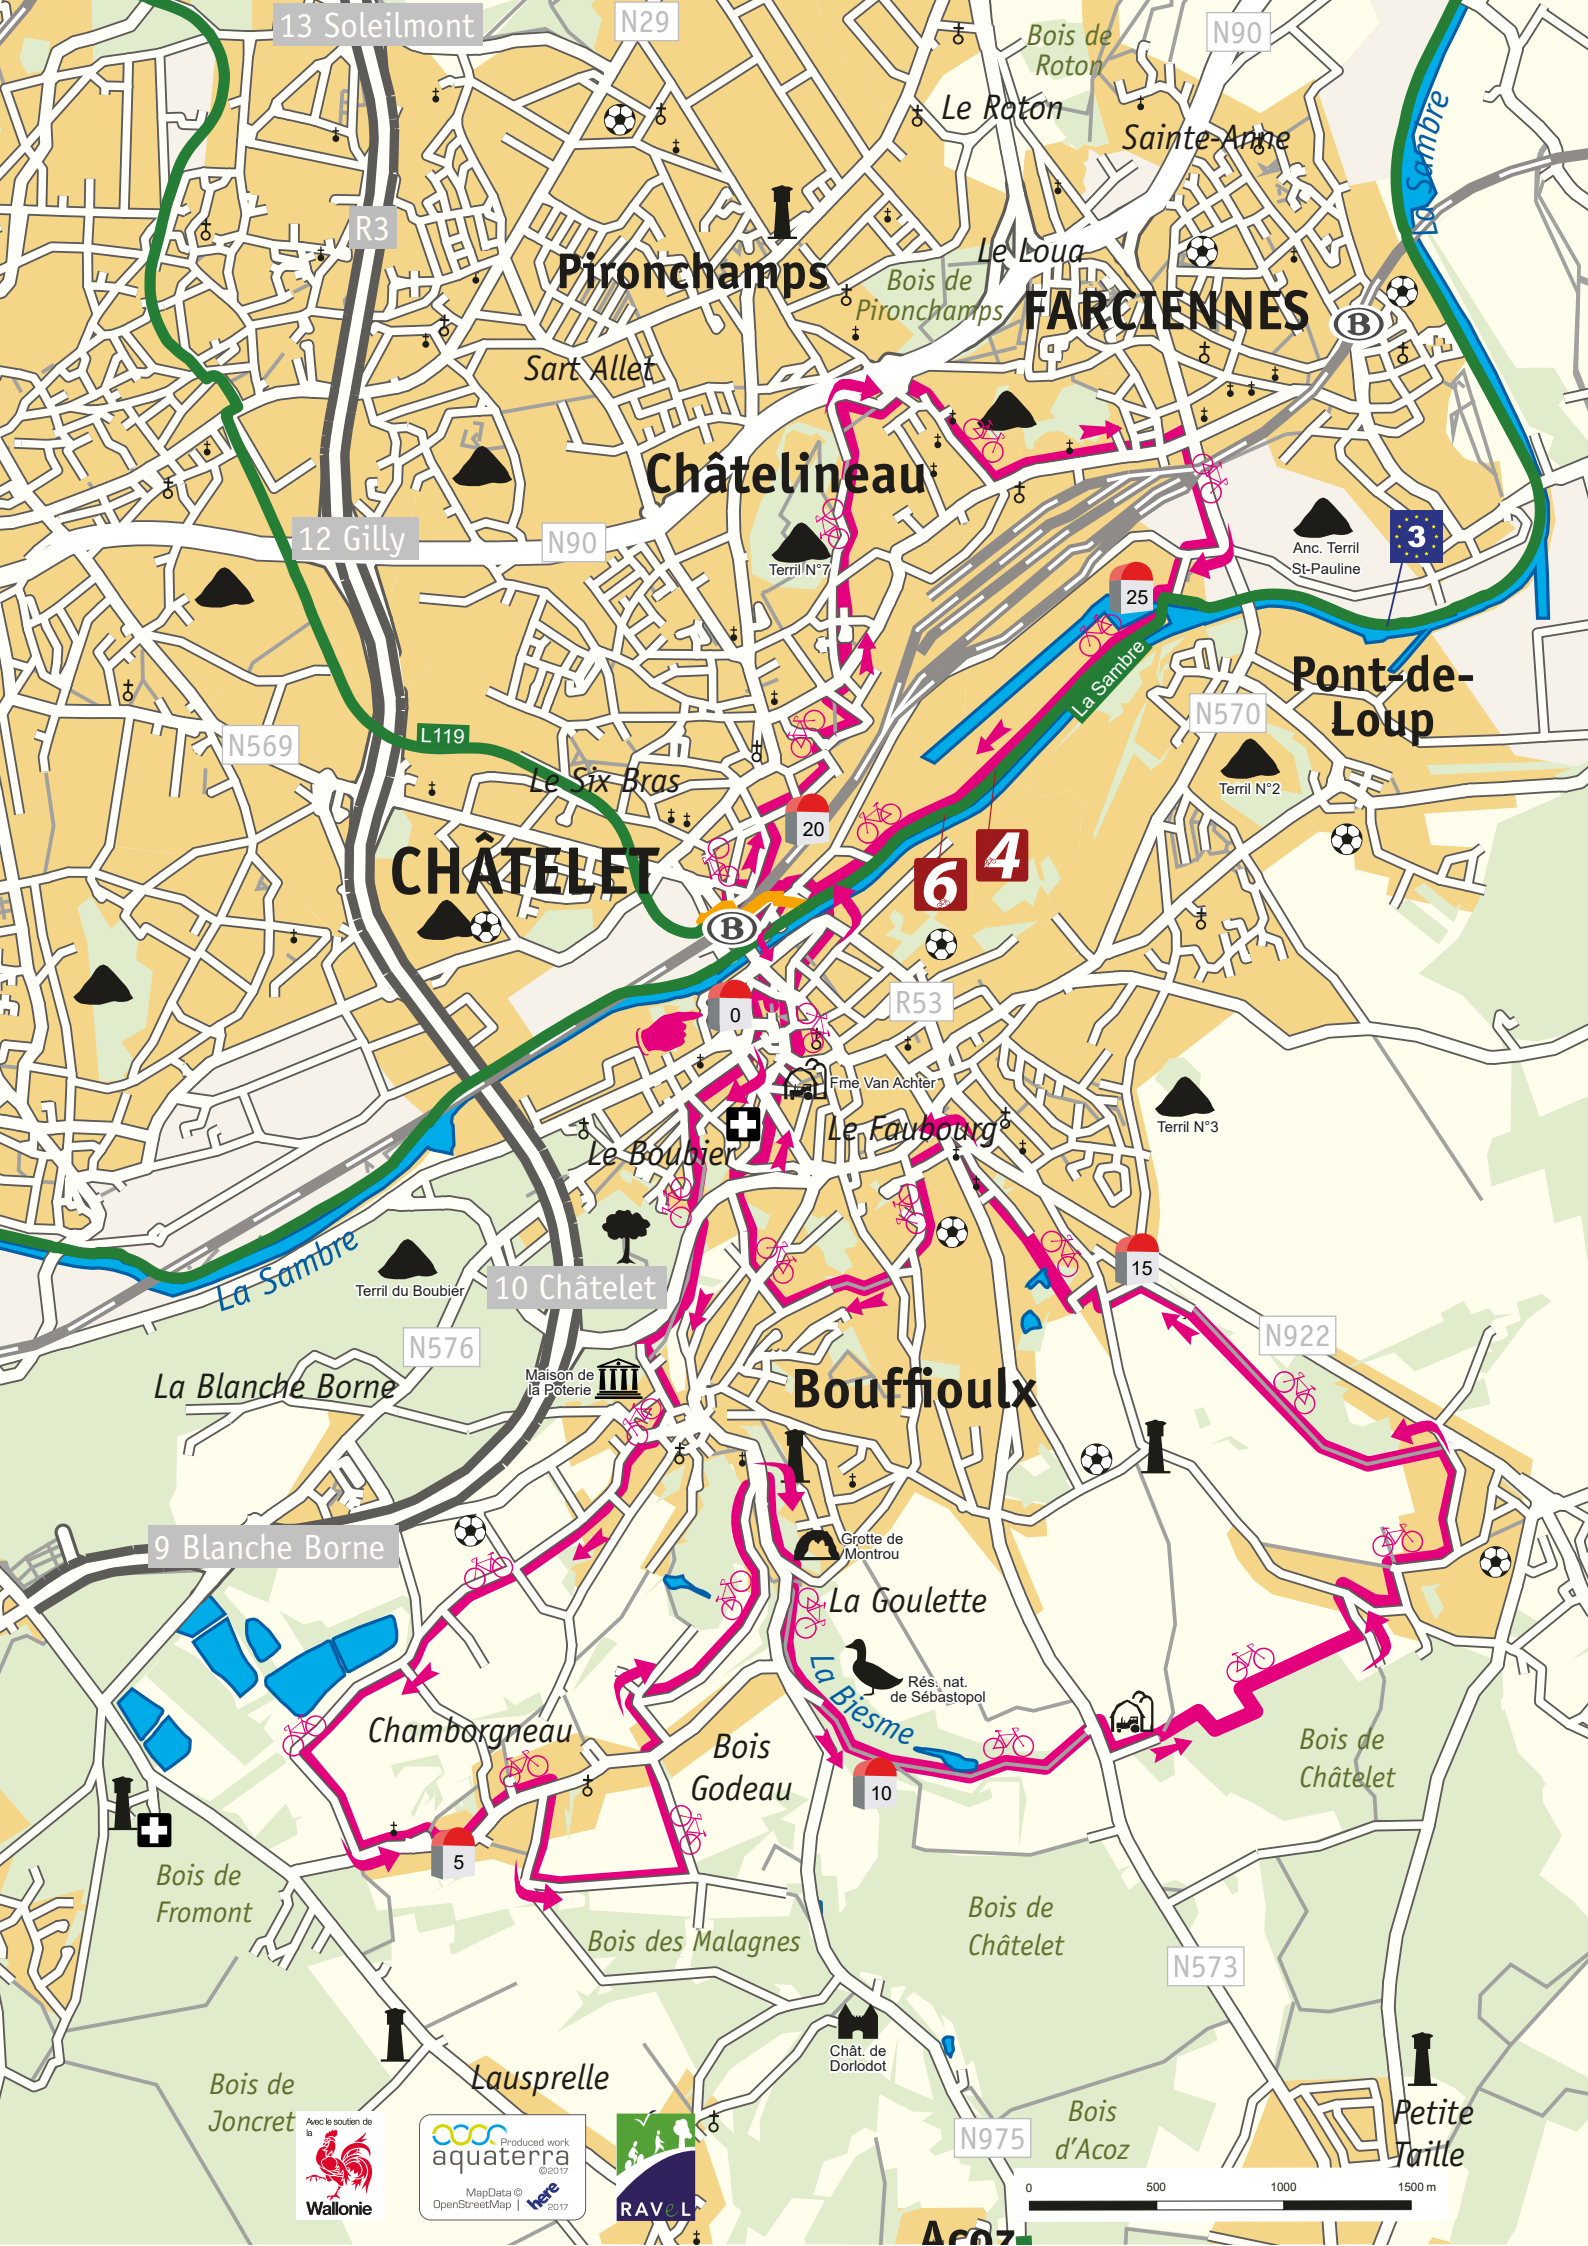 13 Soleilmont
N29
Bois de
Roton
N90
Le Roton
Sainte-Anne
La Sambre
R3
Le Loua
Pironchamps
Bois de
Pironchamps
FARCIENNES
B
Sart Allet
Châtelineau
12 Gilly
N90
Terril N°7
Anc. Terril
St-Pauline
3
25
La Sambre
Pont-de-
Loup
N570
N569
L119
Le Six Bras
Terril N°2
20
CHÂTELET
4
6
B
R53
0
Fme Van Achter
Le Faubourg
Terril N°3
Le Boubier
La Sambre
Terril du Boubier
10 Châtelet
15
N576
N922
Maison de
la Poterie
La Blanche Borne
Bouffioulx
9 Blanche Borne
Grotte de
Montrou
La Goulette
La Biesme
Rés. nat.
de Sébastopol
Chamborgneau
Bois
Godeau
Bois de
Châtelet
10
5
Bois de
Fromont
Bois des Malagnes
Bois de
Châtelet
N573
Chât. de
Dorlodot
Lausprelle
Bois de
Joncret
Bois
d'Acoz
Petite
Taille
N975
Avec le soutien de
la
Wallonie
Produced work
aquaterra
©2017
MapData ©
OpenStreetMap | here 2017
RAVeL
0 500 1000 1500 m
Acoz